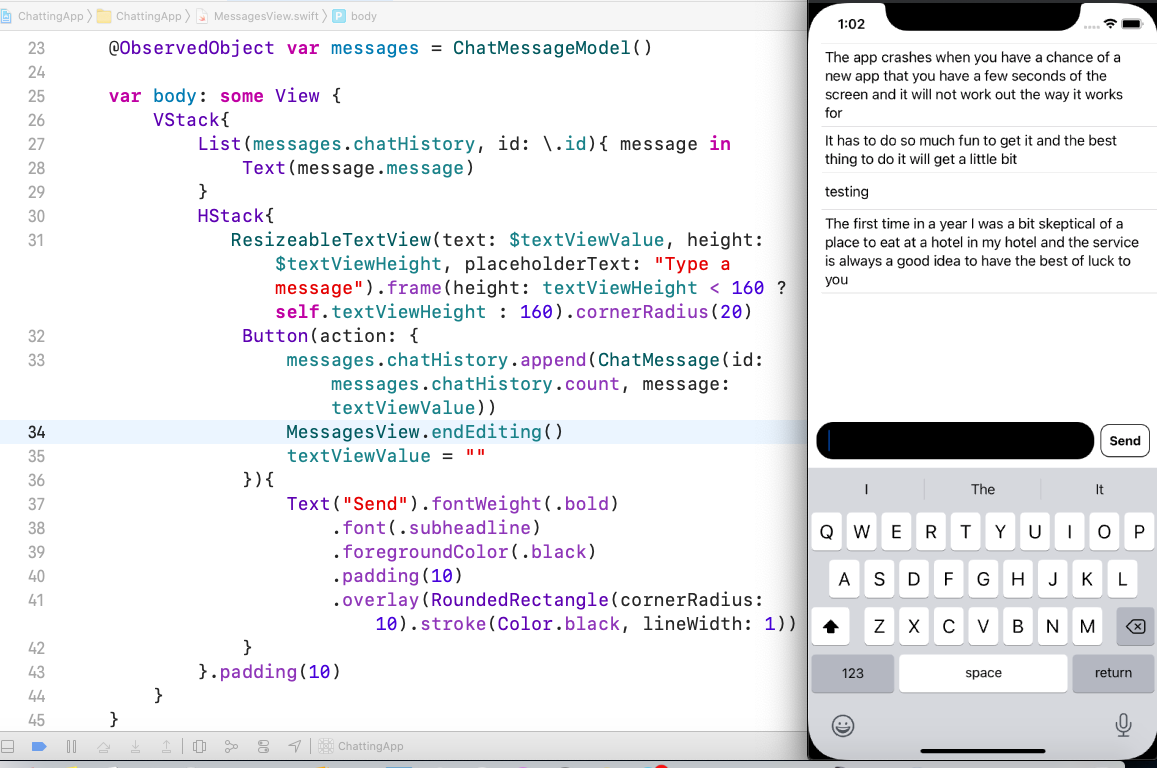 ChattingApp 〉 ChattingApp 〉 MessagesView.swift 〉 P body
23 @ObservedObject var messages = ChatMessageModel()
24
25 var body: some View {
26 VStack{
27 List(messages.chatHistory, id: \.id){ message in
28 Text(message.message)
29 }
30 HStack{
31 ResizeableTextView(text: $textViewValue, height:
$textViewHeight, placeholderText: "Type a
message").frame(height: textViewHeight < 160 ?
self.textViewHeight : 160).cornerRadius(20)
32 Button(action: {
33 messages.chatHistory.append(ChatMessage(id:
messages.chatHistory.count, message:
textViewValue))
34 MessagesView.endEditing()
35 textViewValue = ""
36 }){
37 Text("Send").fontWeight(.bold)
38 .font(.subheadline)
39 .foregroundColor(.black)
40 .padding(10)
41 .overlay(RoundedRectangle(cornerRadius:
10).stroke(Color.black, lineWidth: 1))
42 }
43 }.padding(10)
44 }
45 }
ChattingApp
1:02
The app crashes when you have a chance of a
new app that you have a few seconds of the
screen and it will not work out the way it works
for
It has to do so much fun to get it and the best
thing to do it will get a little bit
testing
The first time in a year I was a bit skeptical of a
place to eat at a hotel in my hotel and the service
is always a good idea to have the best of luck to
you
Send
I The It
Q W E R T Y U I O P
A S D F G H J K L
Z X C V B N M
123 space return